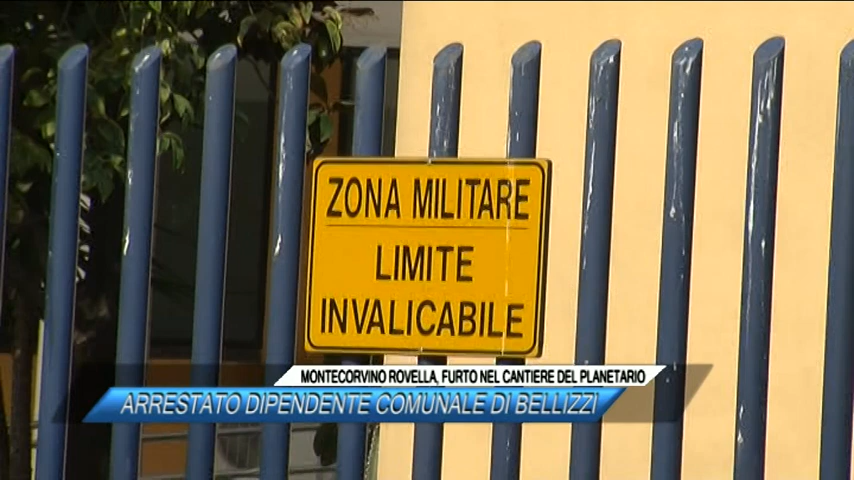 ZONA MILITARE
LIMITE
INVALICABILE
MONTECORVINO ROVELLA, FURTO NEL CANTIERE DEL PLANETARIO
ARRESTATO DIPENDENTE COMUNALE DI BELLIZZI